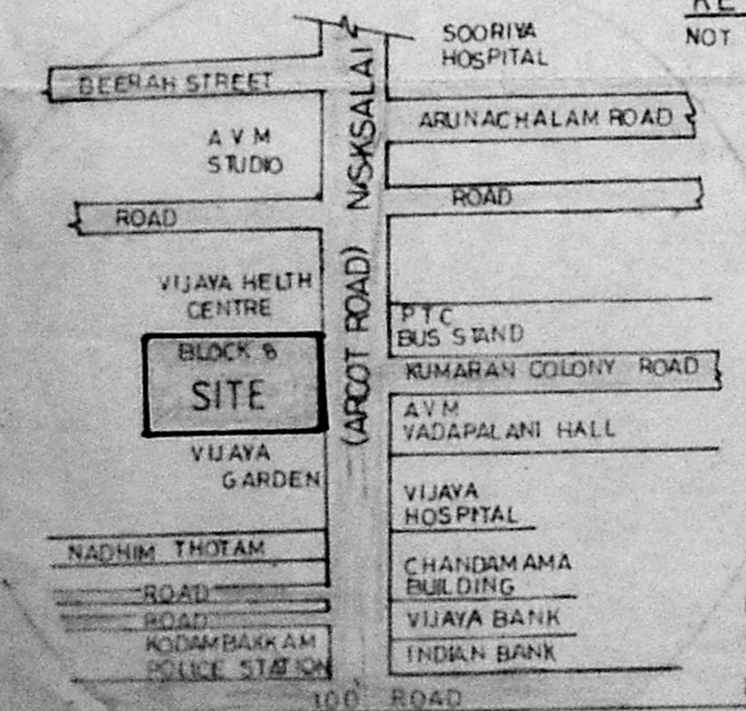 SOORIYA
HOSPITAL
NOT
BEERAH STREET
ARUNACHALAM ROAD
A V M
STUDIO
ROAD
ROAD
(ARCOT ROAD) N·S·KSALAI
VIJAYA HELTH
CENTRE
PTC
BUS STAND
BLOCK 8
SITE
KUMARAN COLONY ROAD
AVM
VADAPALANI HALL
VIJAYA
GARDEN
VIJAYA
HOSPITAL
NADHIM THOTAM
CHANDAMAMA
BUILDING
ROAD
ROAD
VIJAYA BANK
KODAMBAKKAM
POLICE STATION
INDIAN BANK
100 ROAD